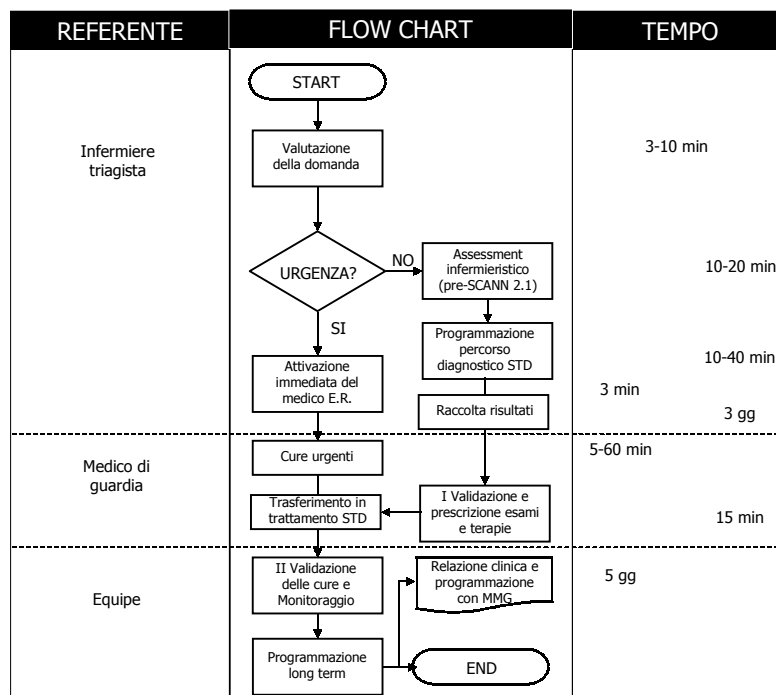 REFERENTE
FLOW CHART
TEMPO
START
Infermiere
triagista
Valutazione
della domanda
3-10 min
URGENZA?
NO
Assessment
infermieristico
(pre-SCANN 2.1)
10-20 min
SI
Programmazione
percorso
diagnostico STD
10-40 min
Attivazione
immediata del
medico E.R.
3 min
Raccolta risultati
3 gg
Medico di
guardia
Cure urgenti
5-60 min
Trasferimento in
trattamento STD
I Validazione e
prescrizione esami
e terapie
15 min
Equipe
II Validazione
delle cure e
Monitoraggio
Relazione clinica e
programmazione
con MMG
5 gg
Programmazione
long term
END